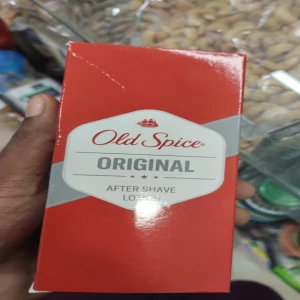 Old Spice
ORIGINAL
AFTER SHAVE
LOTION